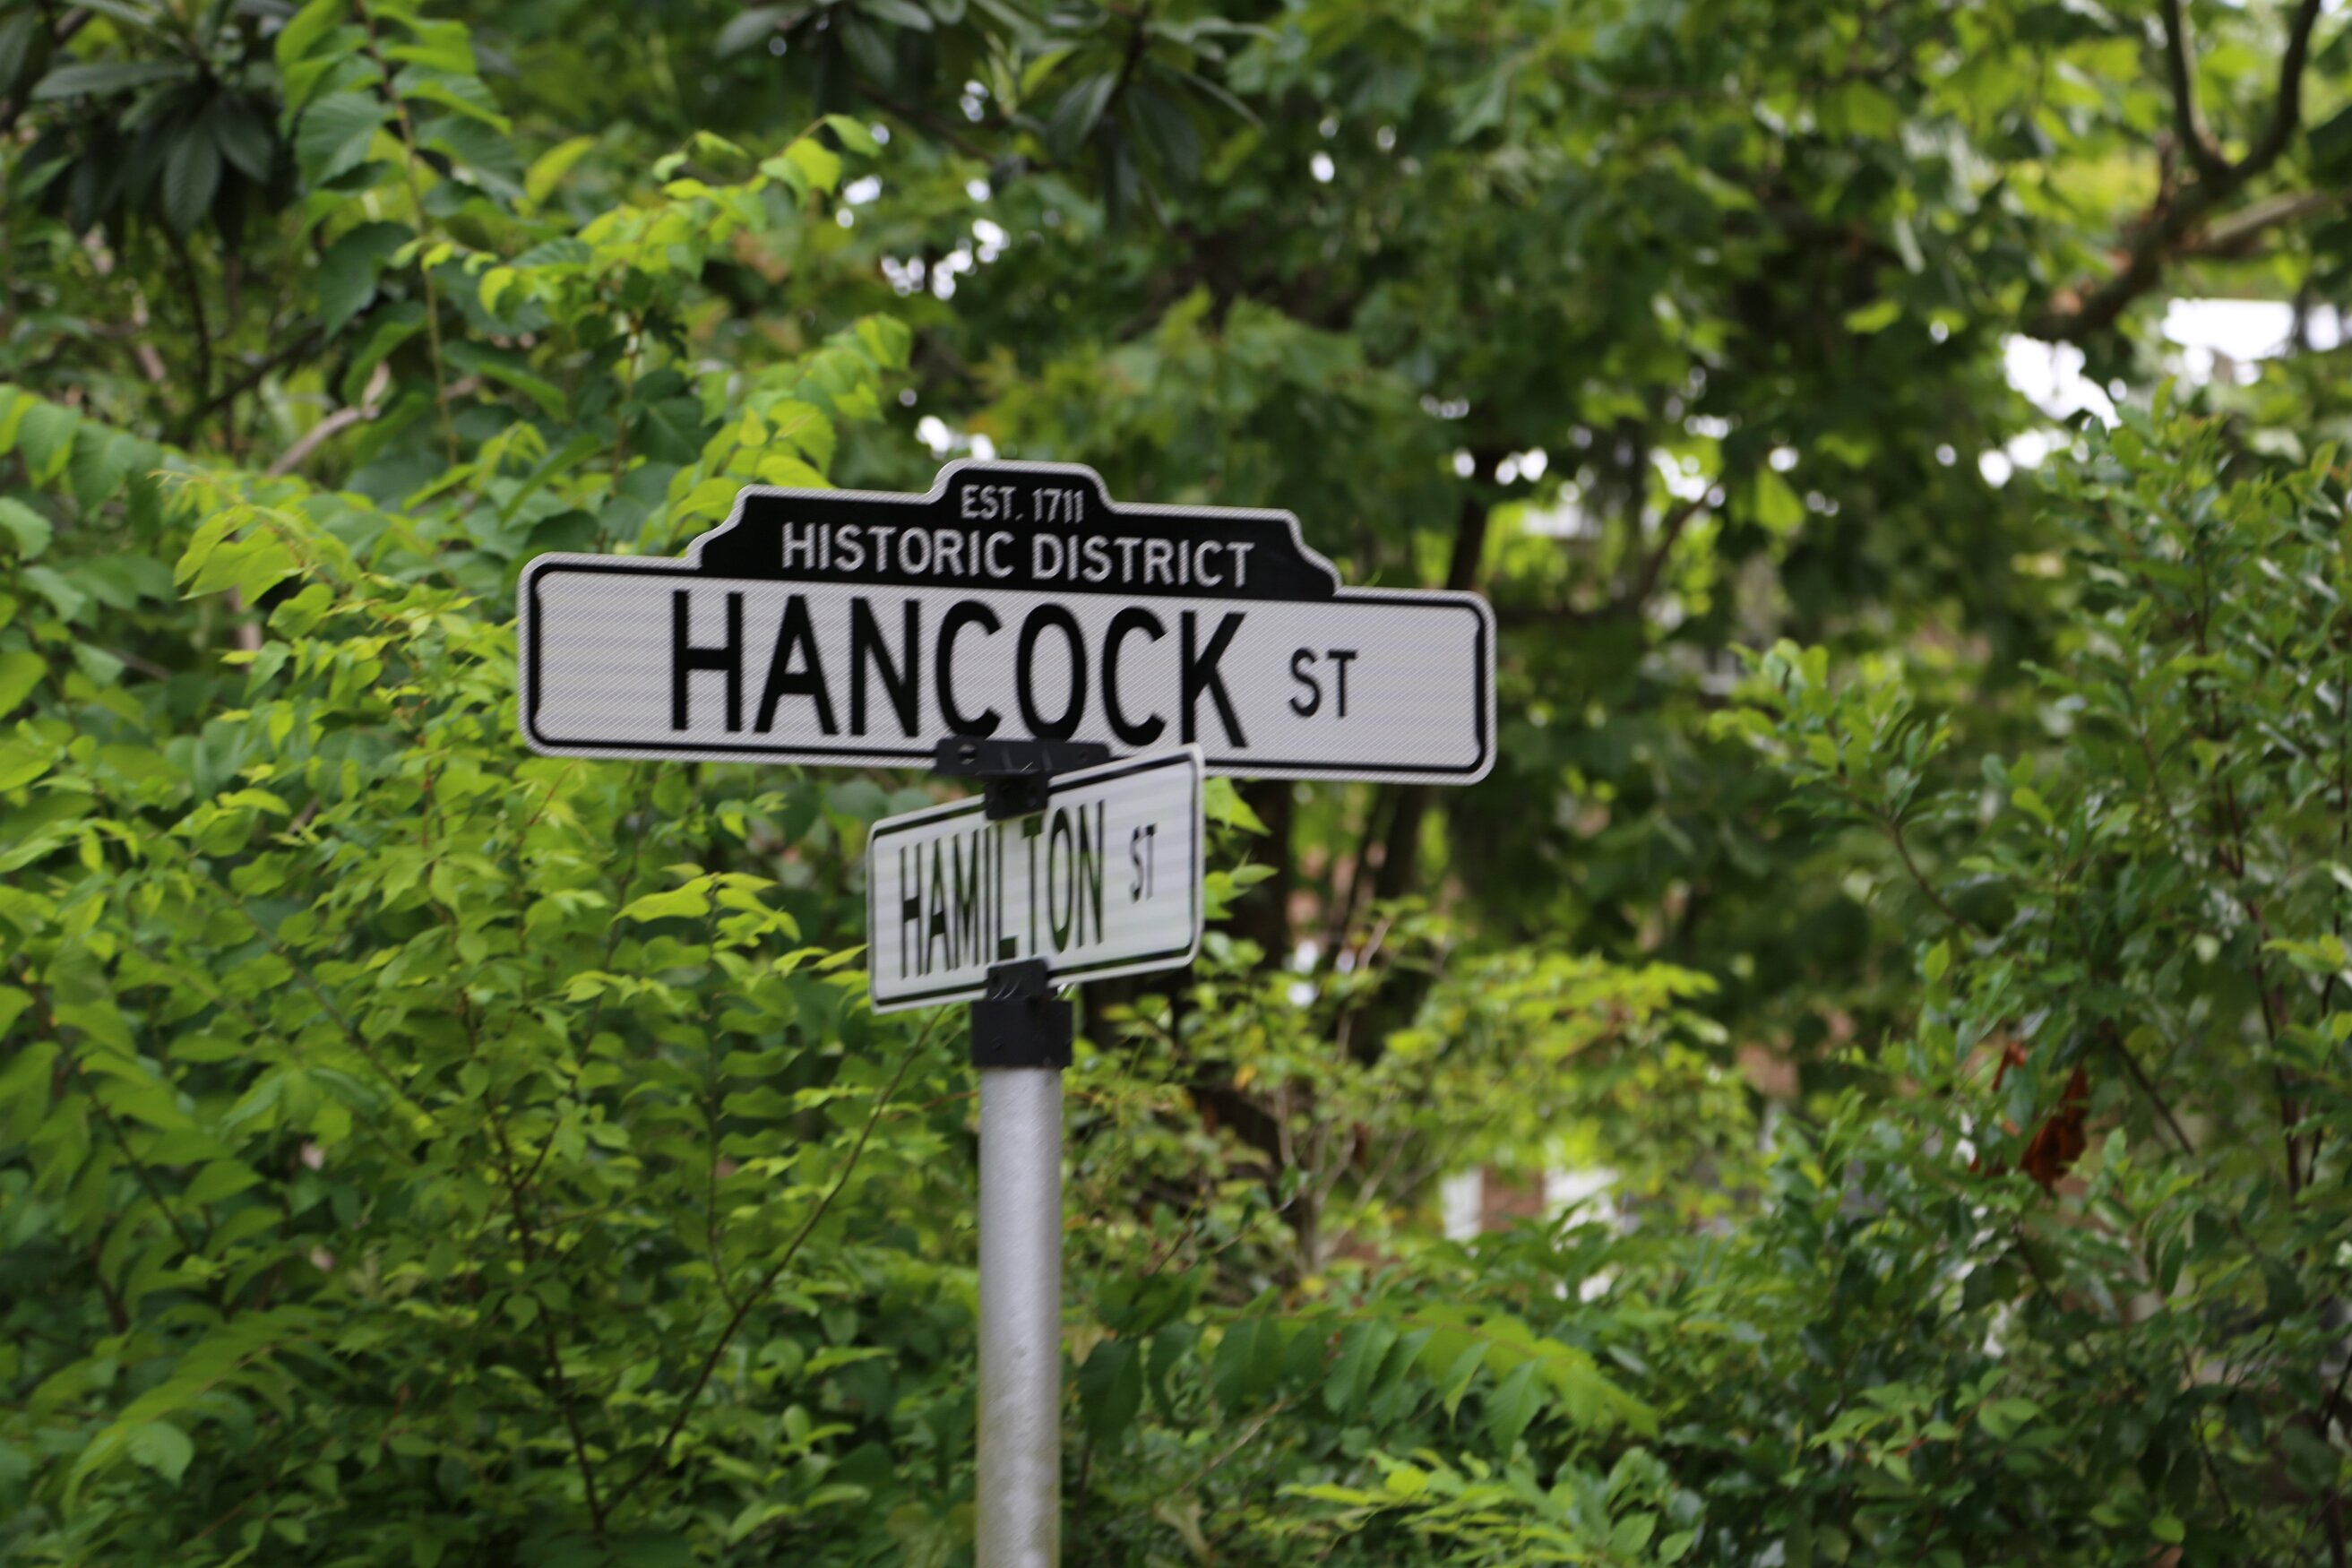 EST. 1711
HISTORIC DISTRICT
HANCOCK ST
HAMILTON ST